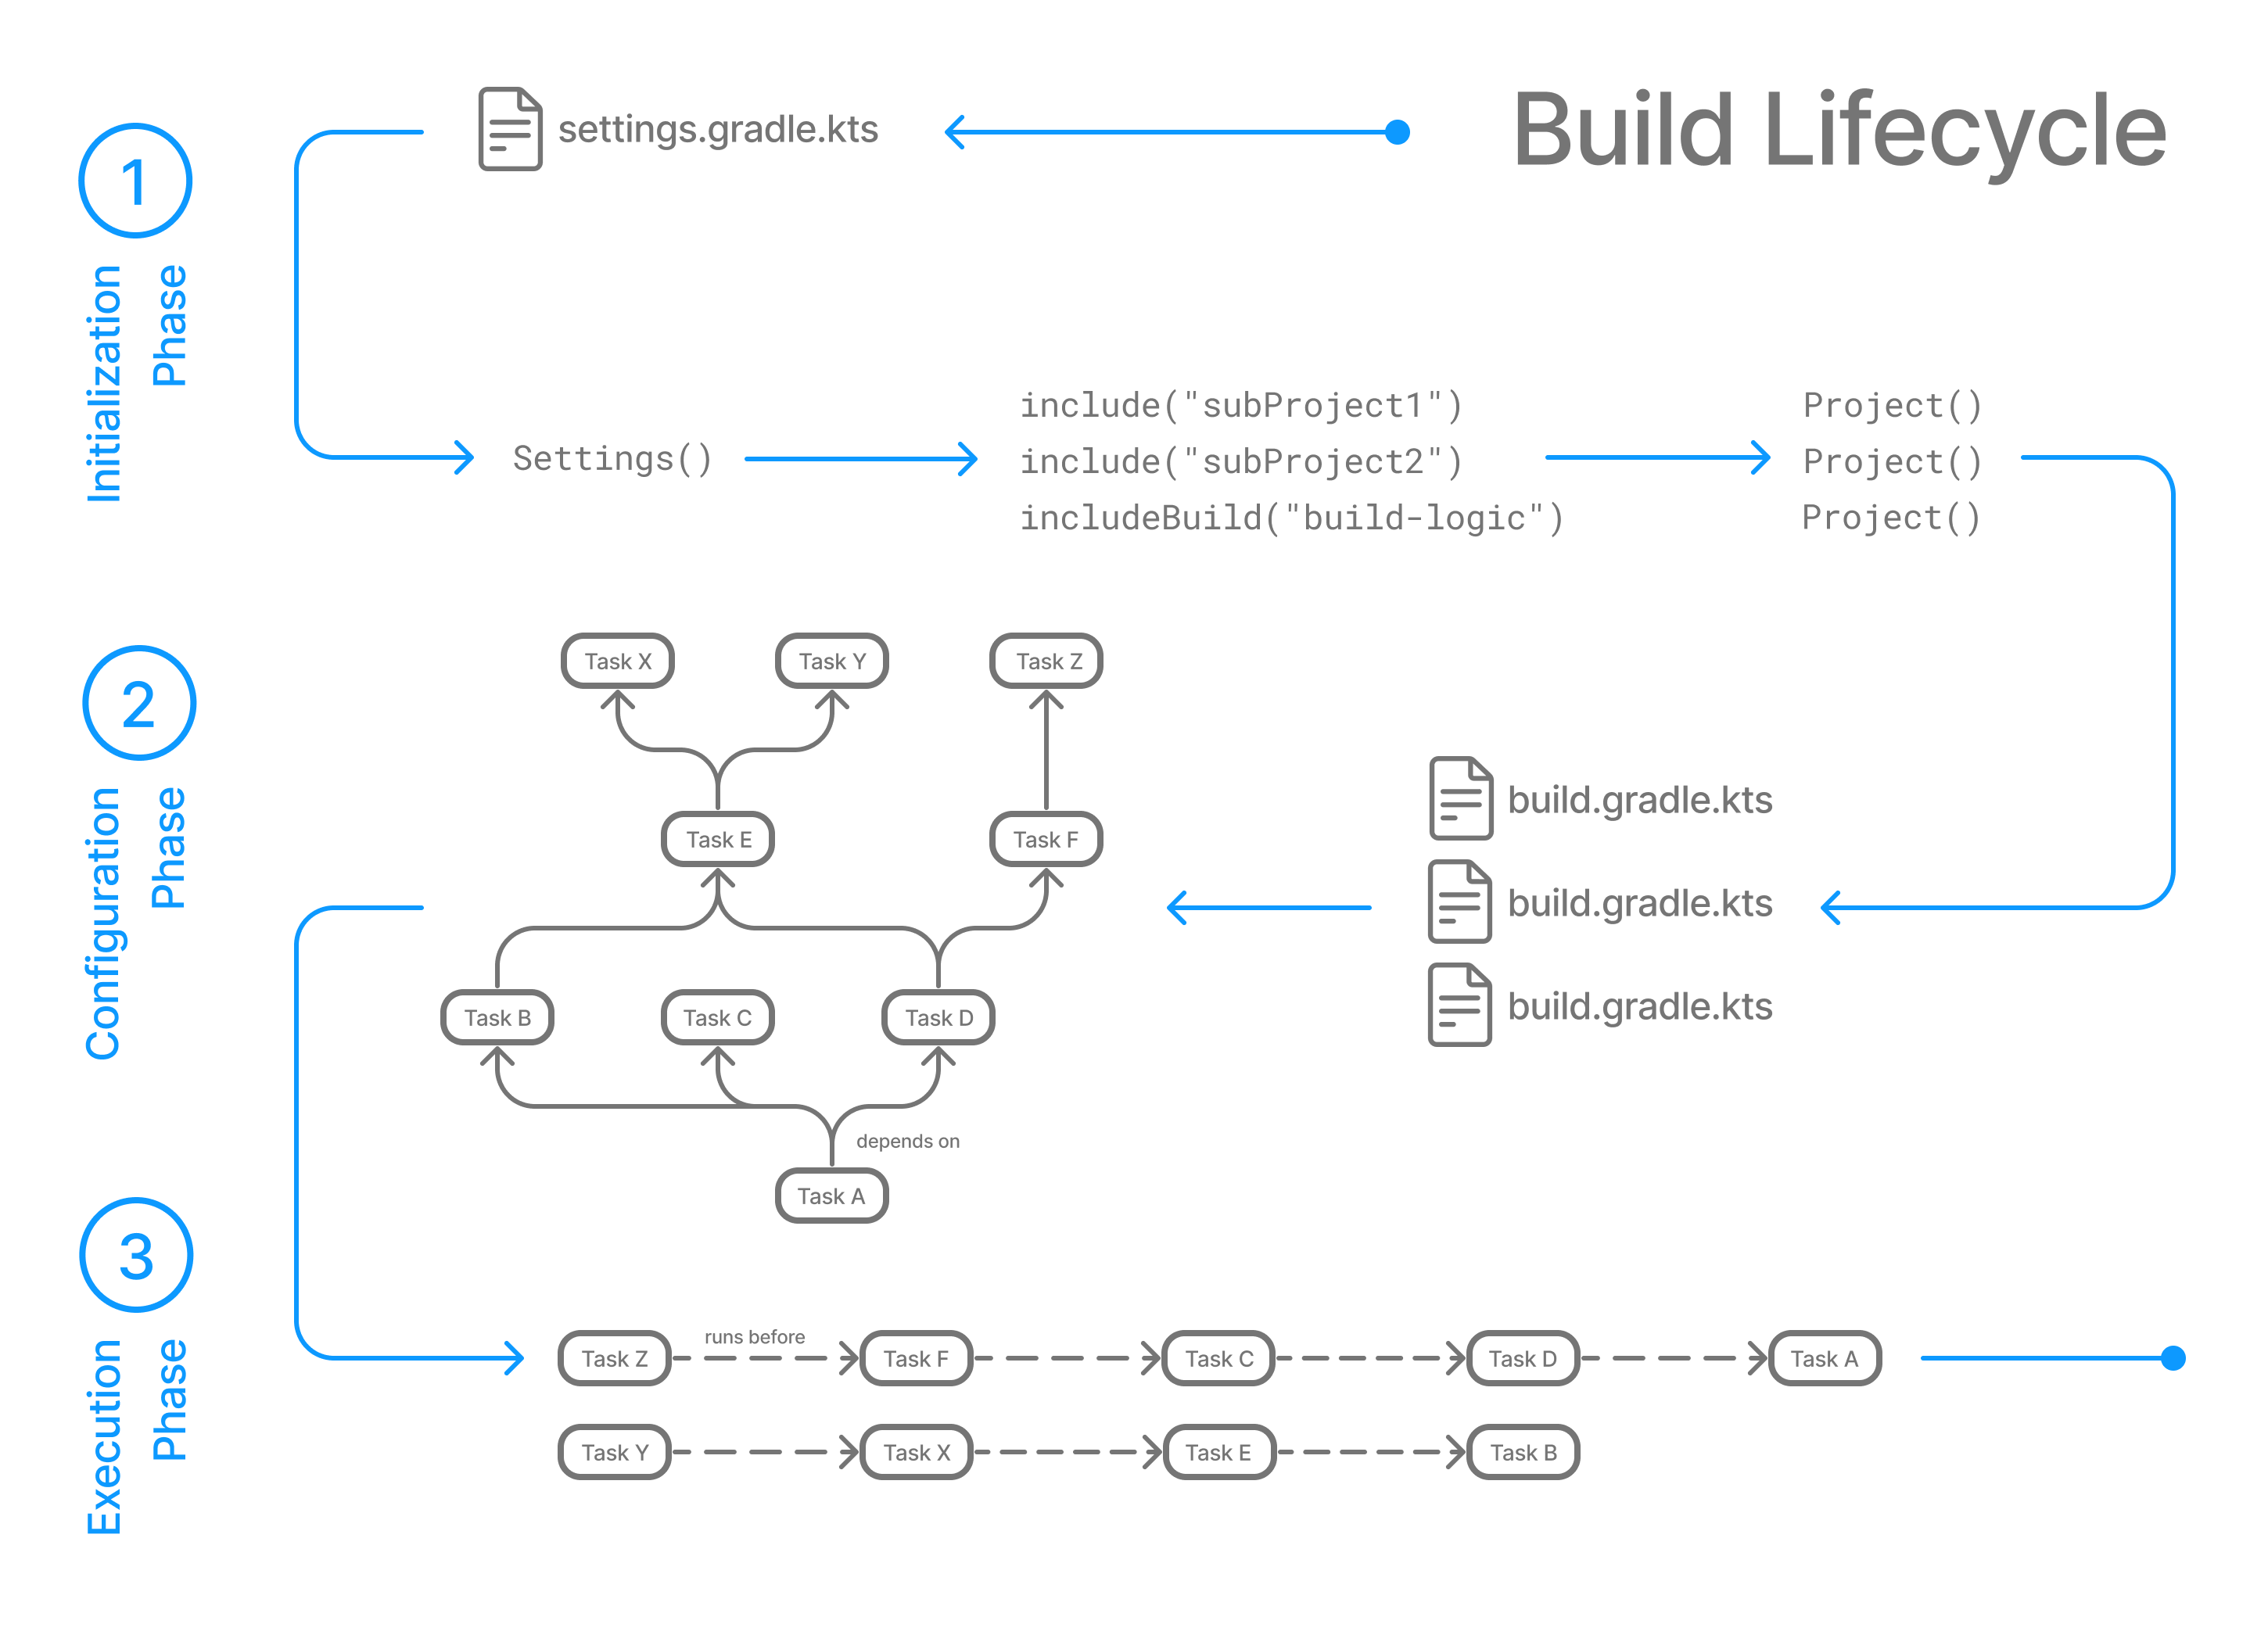 Build Lifecycle
1
Initialization
Phase
settings.gradle.kts
Settings()
include("subProject1")
include("subProject2")
includeBuild("build-logic")
Project()
Project()
Project()
2
Configuration
Phase
Task X
Task Y
Task Z
Task E
Task F
Task B
Task C
Task D
depends on
Task A
build.gradle.kts
build.gradle.kts
build.gradle.kts
3
Execution
Phase
Task Z
runs before
Task F
Task C
Task D
Task A
Task Y
Task X
Task E
Task B